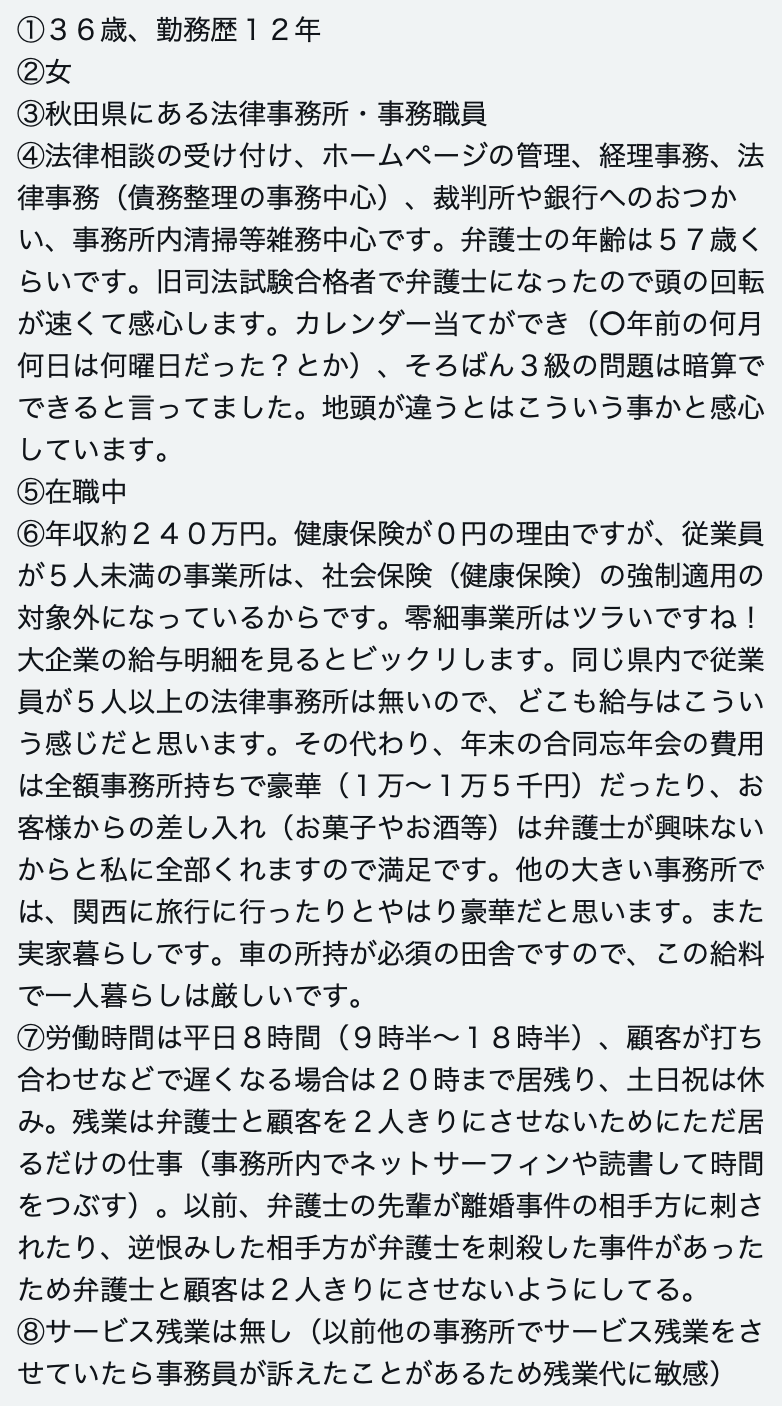 ①３６歳、勤務歴１２年
②女
③秋田県にある法律事務所・事務職員
④法律相談の受け付け、ホームページの管理、経理事務、法
律事務（債務整理の事務中心）、裁判所や銀行へのおつか
い、事務所内清掃等雑務中心です。弁護士の年齢は５７歳く
らいです。旧司法試験合格者で弁護士になったので頭の回転
が速くて感心します。カレンダー当てができ（〇年前の何月
何日は何曜日だった？とか）、そろばん３級の問題は暗算で
できると言ってました。地頭が違うとはこういう事かと感心
しています。
⑤在職中
⑥年収約２４０万円。健康保険が０円の理由ですが、従業員
が５人未満の事業所は、社会保険（健康保険）の強制適用の
対象外になっているからです。零細事業所はツラいですね！
大企業の給与明細を見るとビックリします。同じ県内で従業
員が５人以上の法律事務所は無いので、どこも給与はこうい
う感じだと思います。その代わり、年末の合同忘年会の費用
は全額事務所持ちで豪華（１万〜１万５千円）だったり、お
客様からの差し入れ（お菓子やお酒等）は弁護士が興味ない
からと私に全部くれますので満足です。他の大きい事務所で
は、関西に旅行に行ったりとやはり豪華だと思います。また
実家暮らしです。車の所持が必須の田舎ですので、この給料
で一人暮らしは厳しいです。
⑦労働時間は平日８時間（９時半〜１８時半）、顧客が打ち
合わせなどで遅くなる場合は２０時まで居残り、土日祝は休
み。残業は弁護士と顧客を２人きりにさせないためにただ居
るだけの仕事（事務所内でネットサーフィンや読書して時間
をつぶす）。以前、弁護士の先輩が離婚事件の相手方に刺さ
れたり、逆恨みした相手方が弁護士を刺殺した事件があった
ため弁護士と顧客は２人きりにさせないようにしてる。
⑧サービス残業は無し（以前他の事務所でサービス残業をさ
せていたら事務員が訴えたことがあるため残業代に敏感）